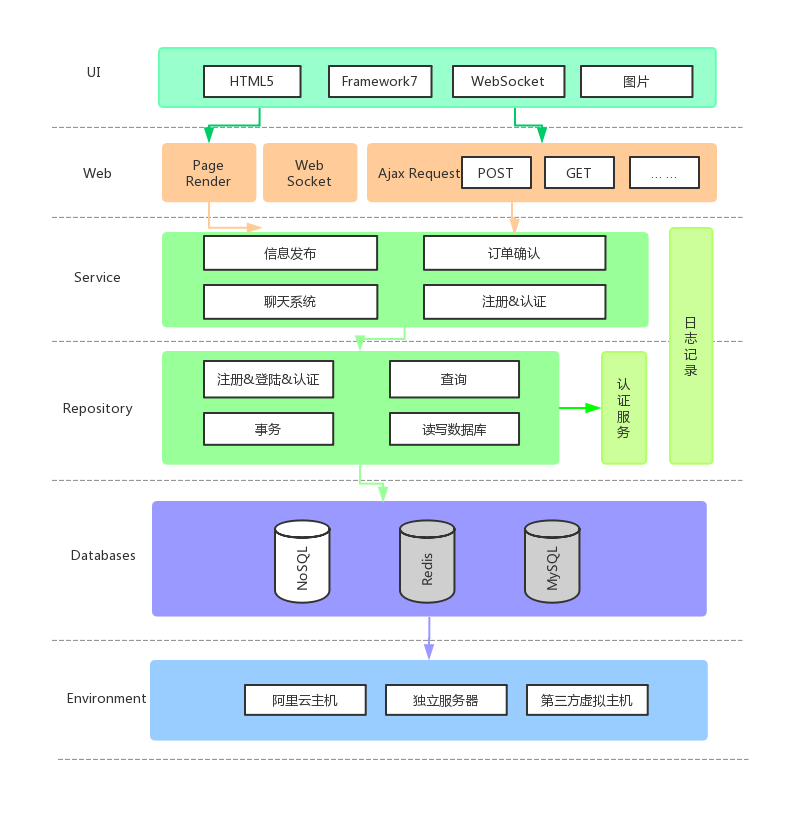 UI
HTML5
Framework7
WebSocket
图片
Web
Page
Render
Web
Socket
Ajax Request
POST
GET
... ...
Service
信息发布
订单确认
聊天系统
注册&认证
日
志
记
录
Repository
注册&登陆&认证
查询
事务
读写数据库
认
证
服
务
Databases
NoSQL
Redis
MySQL
Environment
阿里云主机
独立服务器
第三方虚拟主机